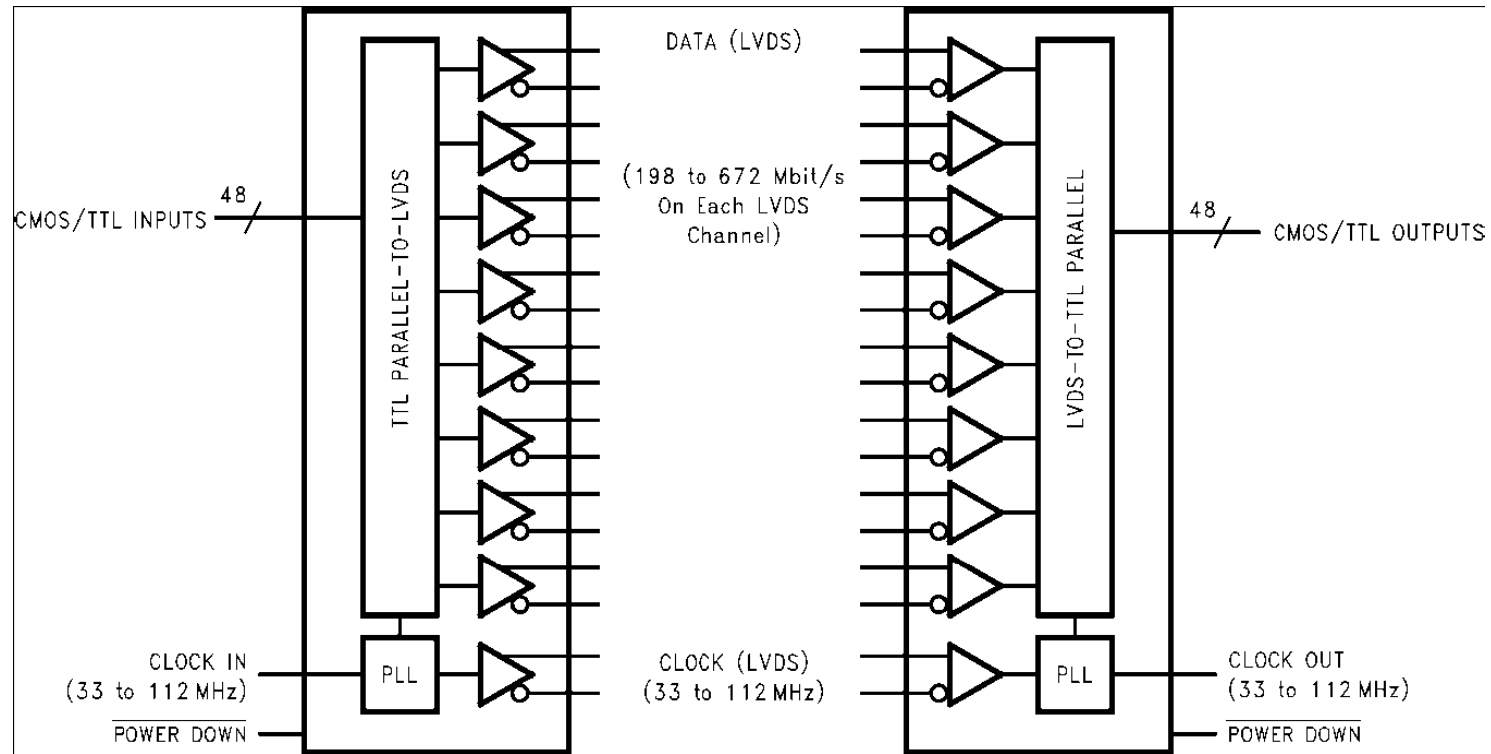 DATA (LVDS)
(198 to 672 Mbit/s
On Each LVDS
Channel)
48
CMOS/TTL INPUTS
TTL PARALLEL-TO-LVDS
LVDS-TO-TTL PARALLEL
48
CMOS/TTL OUTPUTS
CLOCK IN
(33 to 112 MHz)
PLL
CLOCK (LVDS)
(33 to 112 MHz)
PLL
CLOCK OUT
(33 to 112 MHz)
POWER DOWN
POWER DOWN